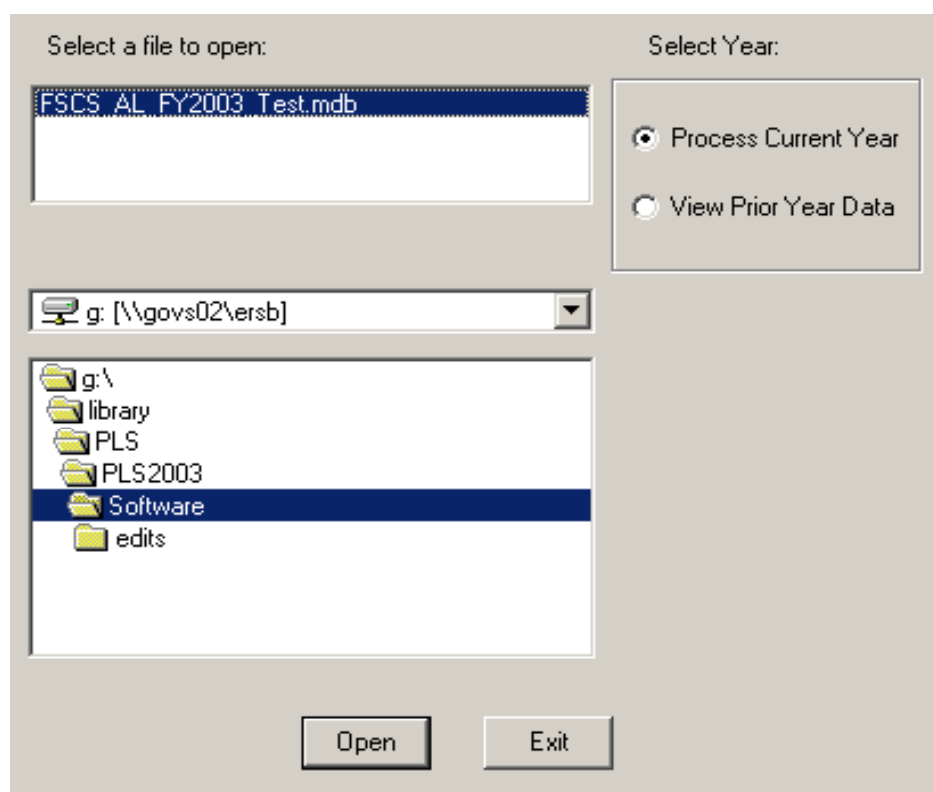 Select a file to open:
Select Year:
FSCS_AL_FY2003_Test.mdb
Process Current Year
View Prior Year Data
g: [\\govs02\ersb]
g:\
library
PLS
PLS2003
Software
edits
Open
Exit